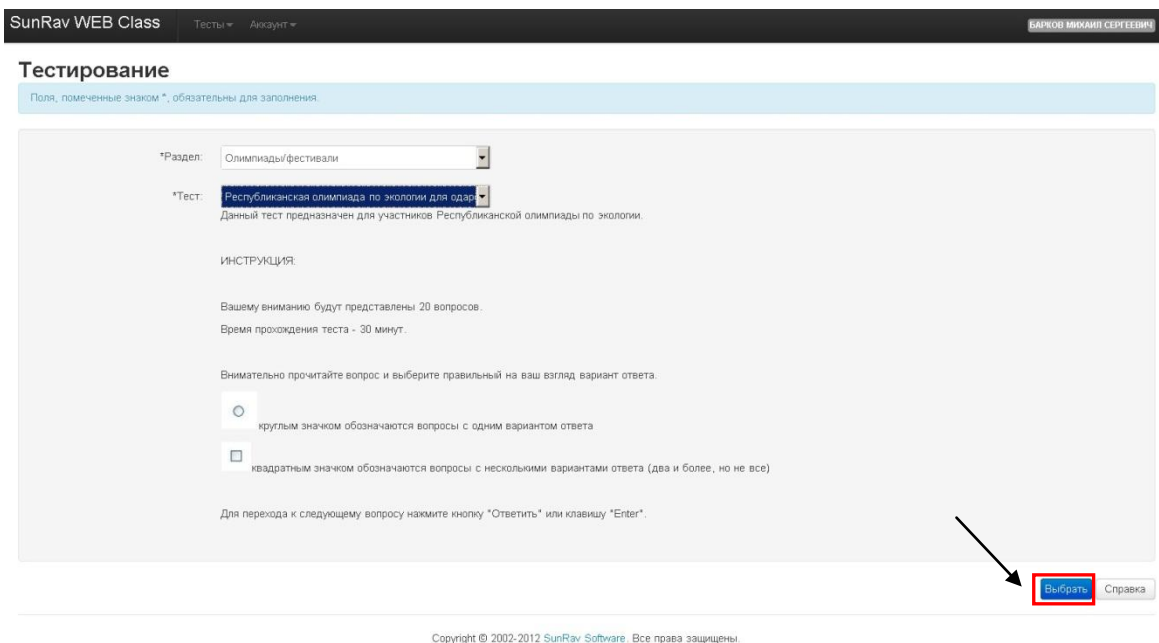 SunRav WEB Class Тесты Аккаунт БАРКОВ МИХАИЛ СЕРГЕЕВИЧ
Тестирование
Поля, помеченные знаком *, обязательны для заполнения.
*Раздел: Олимпиады/фестивали
*Тест: Республиканская олимпиада по экологии для одар
Данный тест предназначен для участников Республиканской олимпиады по экологии.
ИНСТРУКЦИЯ:
Вашему вниманию будут представлены 20 вопросов.
Время прохождения теста - 30 минут.
Внимательно прочитайте вопрос и выберите правильный на ваш взгляд вариант ответа.
круглым значком обозначаются вопросы с одним вариантом ответа
квадратным значком обозначаются вопросы с несколькими вариантами ответа (два и более, но не все)
Для перехода к следующему вопросу нажмите кнопку "Ответить" или клавишу "Enter".
Выбрать Справка
Copyright © 2002-2012 SunRav Software. Все права защищены.